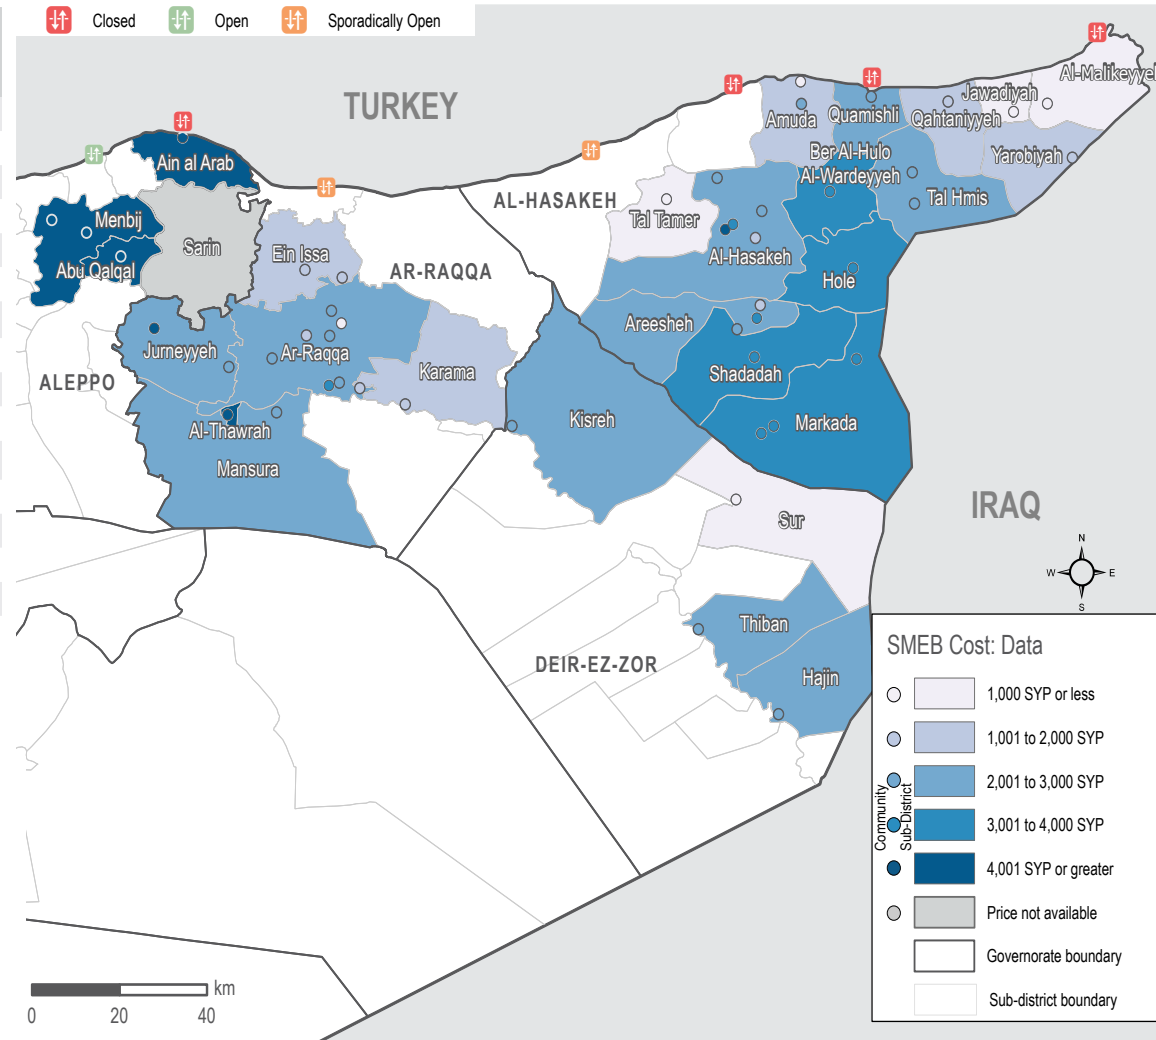 Closed
Open
Sporadically Open
TURKEY
Al-Malikeyyeh
Jawadiyah
Amuda
Quamishli
Qahtaniyyeh
Ain al Arab
Ber Al-Hulo
Al-Wardeyyeh
Yarobiyah
AL-HASAKEH
Tal Tamer
Tal Hmis
Menbij
Sarin
Ein Issa
Abu Qalqal
AR-RAQQA
Al-Hasakeh
Hole
Areesheh
Jurneyyeh
Ar-Raqqa
Karama
ALEPPO
Shadadah
Kisreh
Markada
Al-Thawrah
Mansura
Sur
IRAQ
N
W
E
S
Thiban
DEIR-EZ-ZOR
Hajin
SMEB Cost: Data
1,000 SYP or less
1,001 to 2,000 SYP
2,001 to 3,000 SYP
3,001 to 4,000 SYP
4,001 SYP or greater
Price not available
Governorate boundary
Sub-district boundary
Community
Sub-District
km
0 20 40